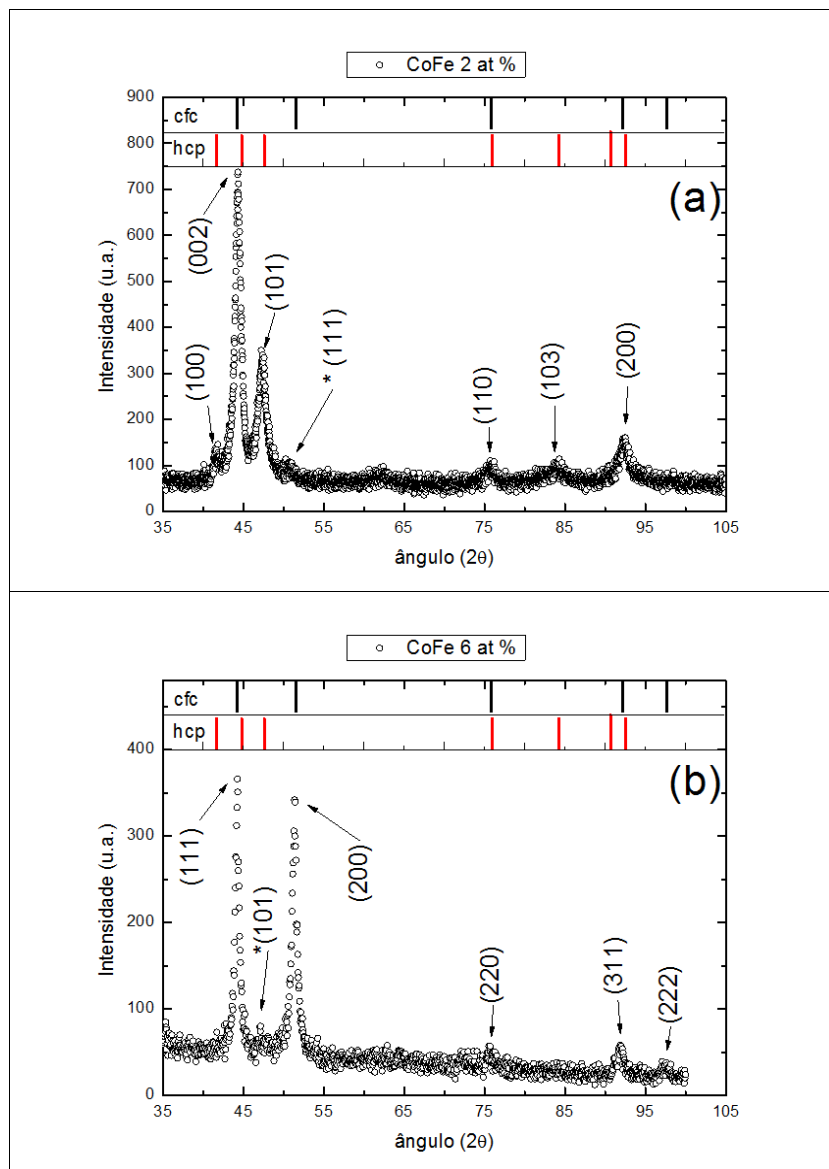 CoFe 2 at %
900
cfc
800
hcp
700
(a)
(002)
600
(101)
500
* (111)
400
(100)
(110)
(103)
(200)
300
200
100
0
Intensidade (u.a.)
35 45 55 65 75 85 95 105
ângulo (2θ)
CoFe 6 at %
cfc
hcp
400
(b)
(111)
300
*(101)
(200)
200
(220)
(311)
(222)
100
0
Intensidade (u.a.)
35 45 55 65 75 85 95 105
ângulo (2θ)